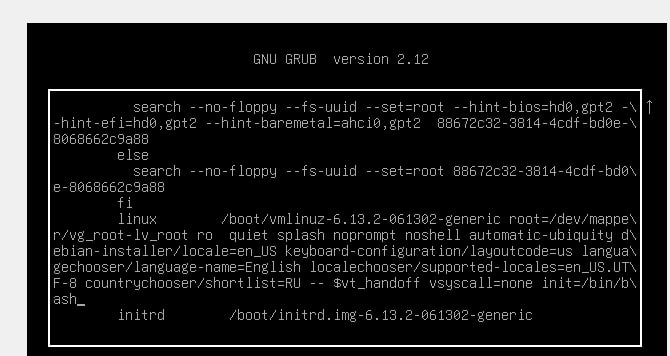 GNU GRUB  version 2.12
search --no-floppy --fs-uuid --set=root --hint-bios=hd0,gpt2 -\
-hint-efi=hd0,gpt2 --hint-baremetal=ahci0,gpt2  88672c32-3814-4cdf-bd0e-\
8068662c9a88
else
search --no-floppy --fs-uuid --set=root 88672c32-3814-4cdf-bd0\
e-8068662c9a88
fi
linux        /boot/vmlinuz-6.13.2-061302-generic root=/dev/mappe\
r/vg_root-lv_root ro  quiet splash noprompt noshell automatic-ubiquity d\
ebian-installer/locale=en_US keyboard-configuration/layoutcode=us langua\
gechooser/language-name=English localechooser/supported-locales=en_US.UT\
F-8 countrychooser/shortlist=RU -- $vt_handoff vsyscall=none init=/bin/b\
ash_
initrd        /boot/initrd.img-6.13.2-061302-generic